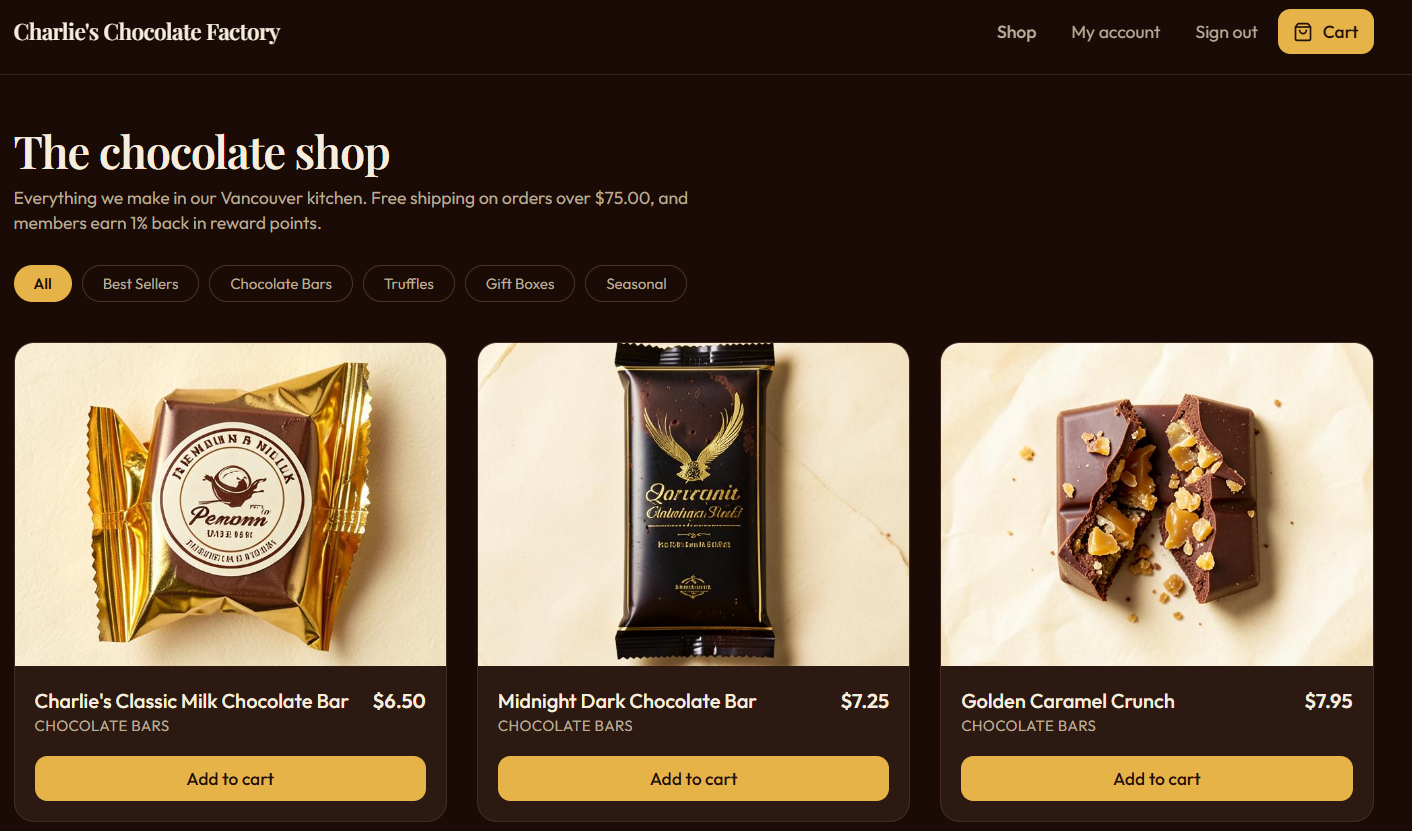 Charlie's Chocolate Factory
Shop
My account
Sign out
Cart
The chocolate shop
Everything we make in our Vancouver kitchen. Free shipping on orders over $75.00, and
members earn 1% back in reward points.
All
Best Sellers
Chocolate Bars
Truffles
Gift Boxes
Seasonal
Charlie's Classic Milk Chocolate Bar $6.50
CHOCOLATE BARS
Add to cart
Midnight Dark Chocolate Bar $7.25
CHOCOLATE BARS
Add to cart
Golden Caramel Crunch $7.95
CHOCOLATE BARS
Add to cart